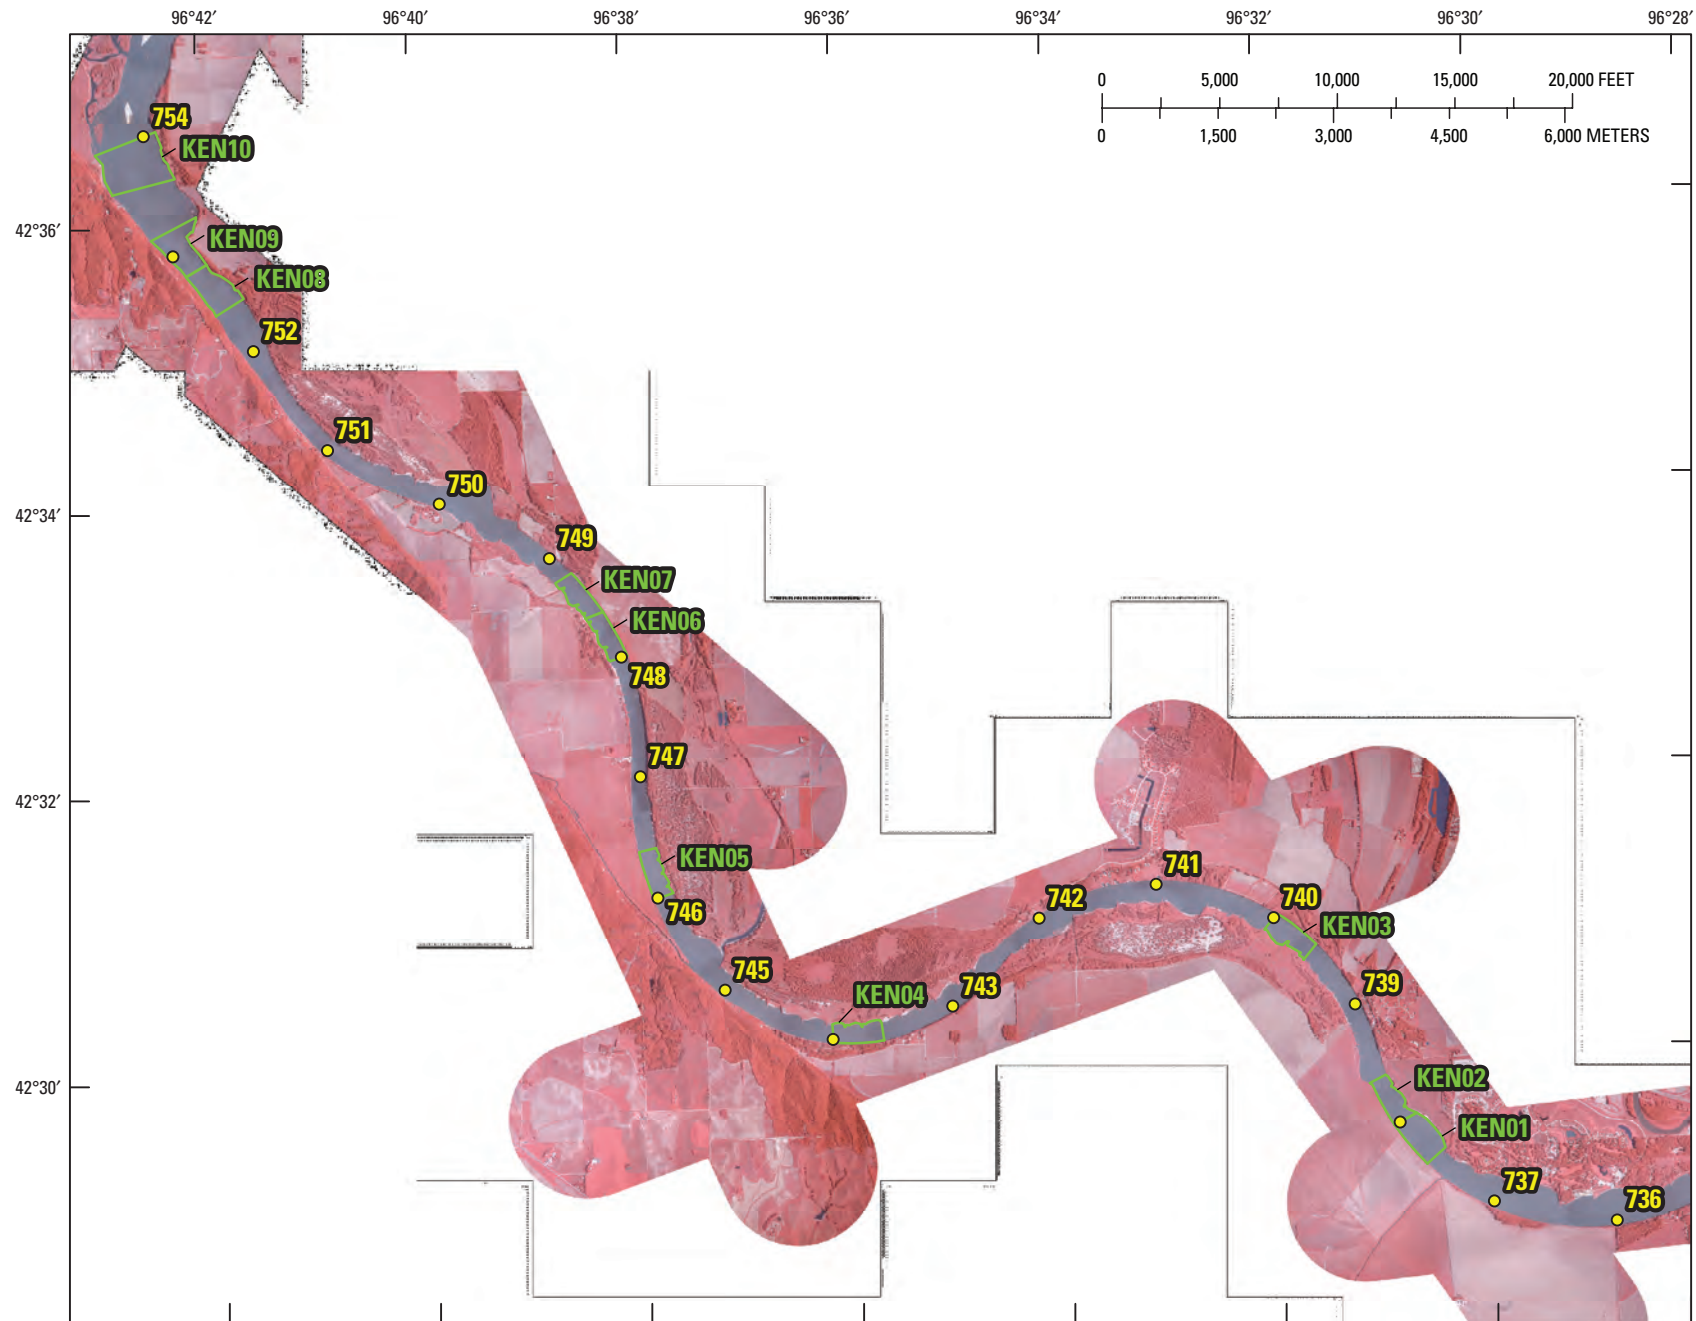 96°42′ 96°40′ 96°38′ 96°36′ 96°34′ 96°32′ 96°30′ 96°28′
0 5,000 10,000 15,000 20,000 FEET
0 1,500 3,000 4,500 6,000 METERS
754
KEN10
42°36′
KEN09
KEN08
752
751
750
42°34′
749
KEN07
KEN06
748
747
42°32′
KEN05
741
746
742
740
KEN03
745
743
KEN04
739
42°30′
KEN02
KEN01
737
736